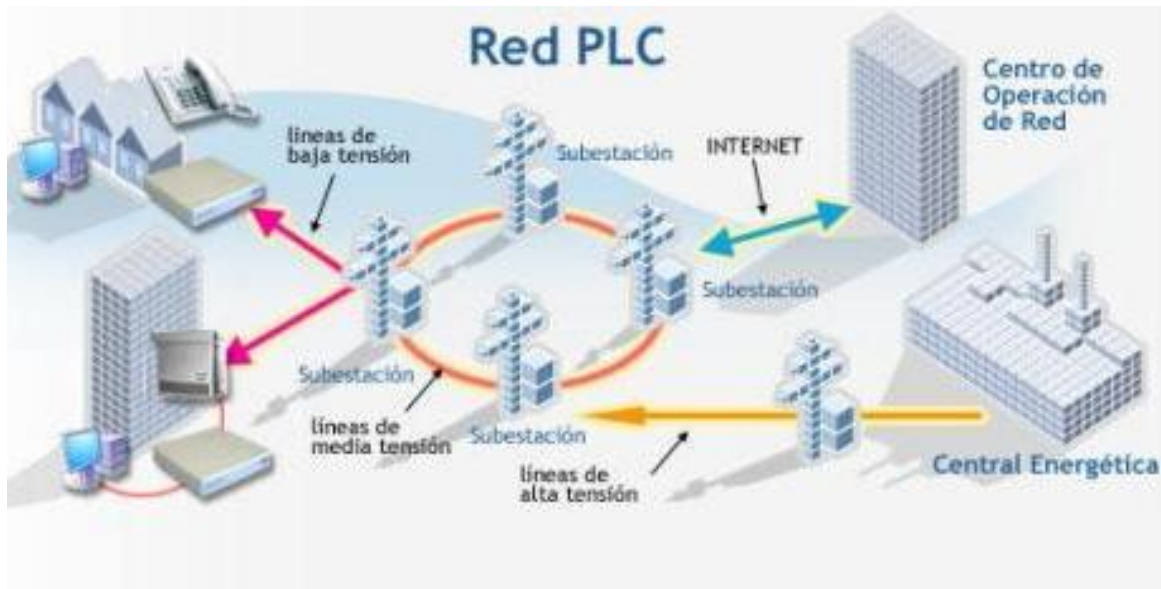 Red PLC
Centro de
Operación
de Red
líneas de
baja tensión
Subestación
INTERNET
Subestación
Subestación
líneas de
media tensión
Subestación
líneas de
alta tensión
Central Energética